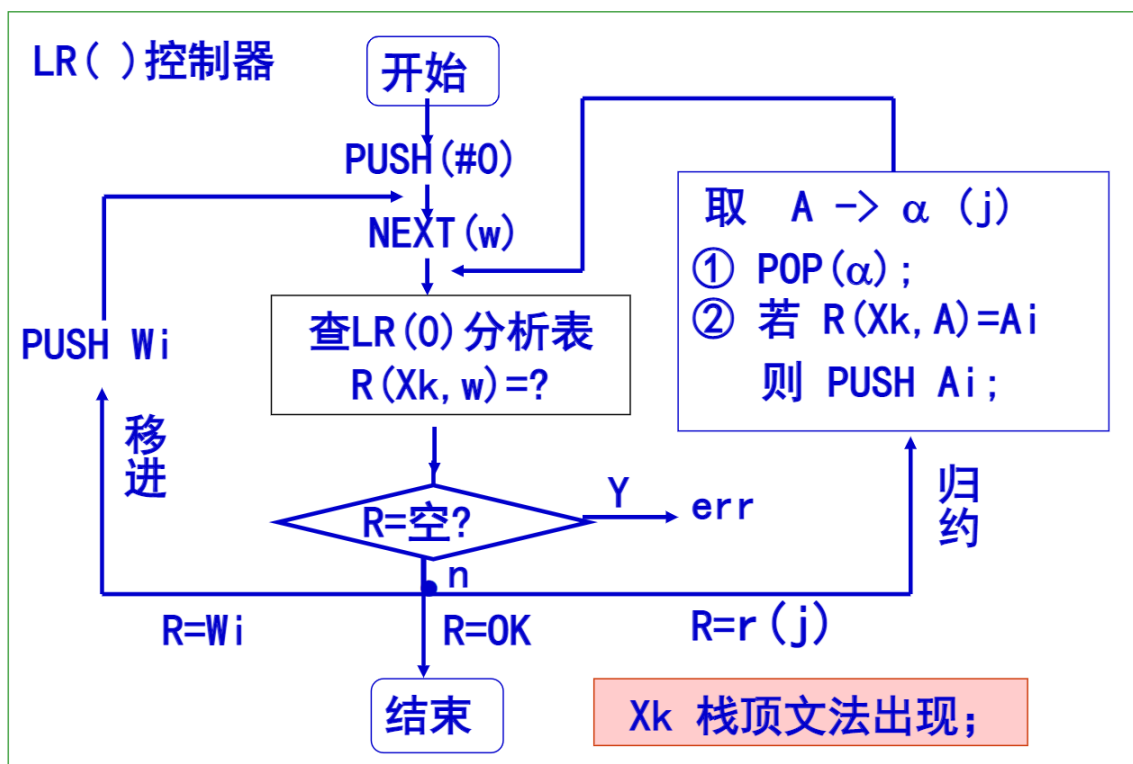 LR( )控制器
开始
PUSH(#0)
NEXT(w)
查LR(0)分析表
R(Xk,w)=?
R=空?
Y
err
n
PUSH Wi
移进
R=Wi
R=OK
R=r(j)
归约
取 A -> α (j)
① POP(α);
② 若 R(Xk,A)=Ai
则 PUSH Ai;
结束
Xk 栈顶文法出现;